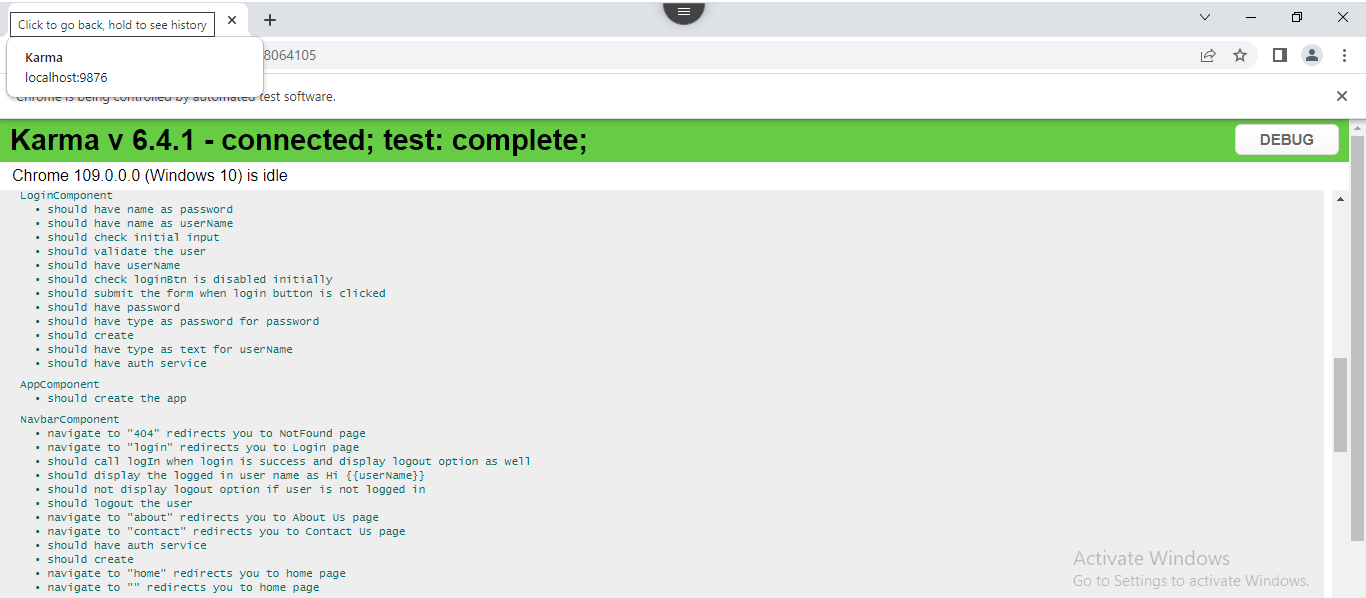 Click to go back, hold to see history
Karma
localhost:9876
8064105
Chrome is being controlled by automated test software.
Karma v 6.4.1 - connected; test: complete;
DEBUG
Chrome 109.0.0.0 (Windows 10) is idle
LoginComponent
• should have name as password
• should have name as userName
• should check initial input
• should validate the user
• should have userName
• should check loginBtn is disabled initially
• should submit the form when login button is clicked
• should have password
• should have type as password for password
• should create
• should have type as text for userName
• should have auth service
AppComponent
• should create the app
NavbarComponent
• navigate to "404" redirects you to NotFound page
• navigate to "login" redirects you to Login page
• should call logIn when login is success and display logout option as well
• should display the logged in user name as Hi {{userName}}
• should not display logout option if user is not logged in
• should logout the user
• navigate to "about" redirects you to About Us page
• navigate to "contact" redirects you to Contact Us page
• should have auth service
• should create
• navigate to "home" redirects you to home page
• navigate to "" redirects you to home page
Activate Windows
Go to Settings to activate Windows.